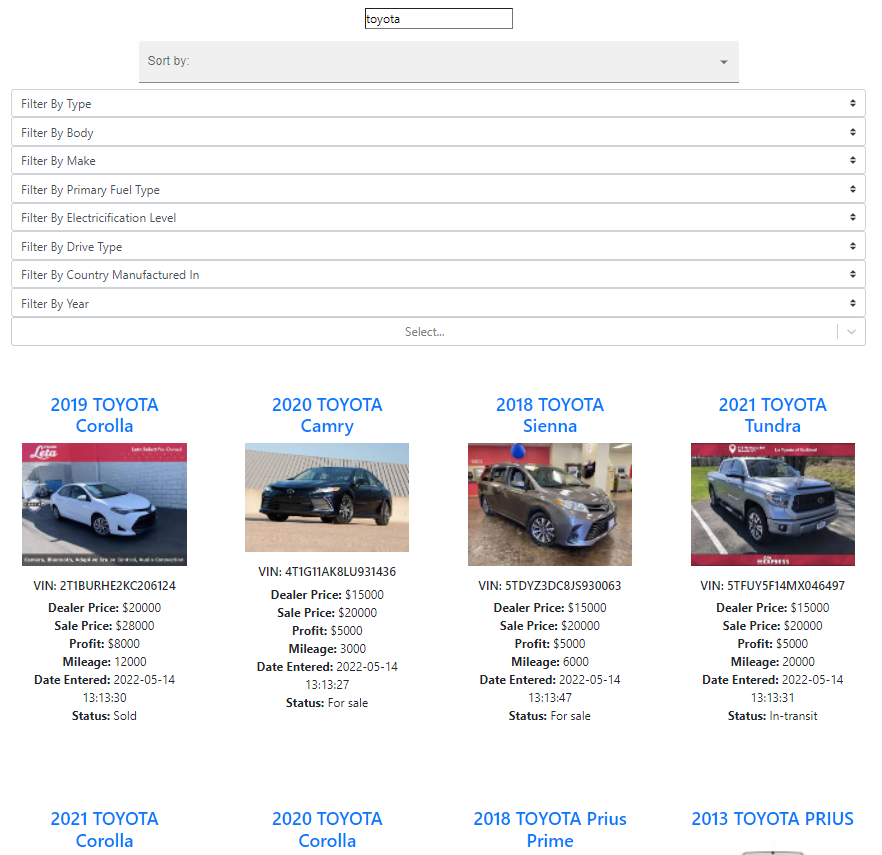 toyota
Sort by:
Filter By Type
Filter By Body
Filter By Make
Filter By Primary Fuel Type
Filter By Electricification Level
Filter By Drive Type
Filter By Country Manufactured In
Filter By Year
Select...
2019 TOYOTA
Corolla
Leta
Leta Select Pre-Owned
Camera, Bluetooth, Adaptive Cruise Control, Audio Connection
VIN: 2T1BURHE2KC206124
Dealer Price: $20000
Sale Price: $28000
Profit: $8000
Mileage: 12000
Date Entered: 2022-05-14
13:13:30
Status: Sold
2020 TOYOTA
Camry
VIN: 4T1G11AK8LU931436
Dealer Price: $15000
Sale Price: $20000
Profit: $5000
Mileage: 3000
Date Entered: 2022-05-14
13:13:27
Status: For sale
2018 TOYOTA
Sienna
VIN: 5TDYZ3DC8JS930063
Dealer Price: $15000
Sale Price: $20000
Profit: $5000
Mileage: 6000
Date Entered: 2022-05-14
13:13:47
Status: For sale
2021 TOYOTA
Tundra
EXPRESS
VIN: 5TFUY5F14MX046497
Dealer Price: $15000
Sale Price: $20000
Profit: $5000
Mileage: 20000
Date Entered: 2022-05-14
13:13:31
Status: In-transit
2021 TOYOTA
Corolla
2020 TOYOTA
Corolla
2018 TOYOTA Prius
Prime
2013 TOYOTA PRIUS